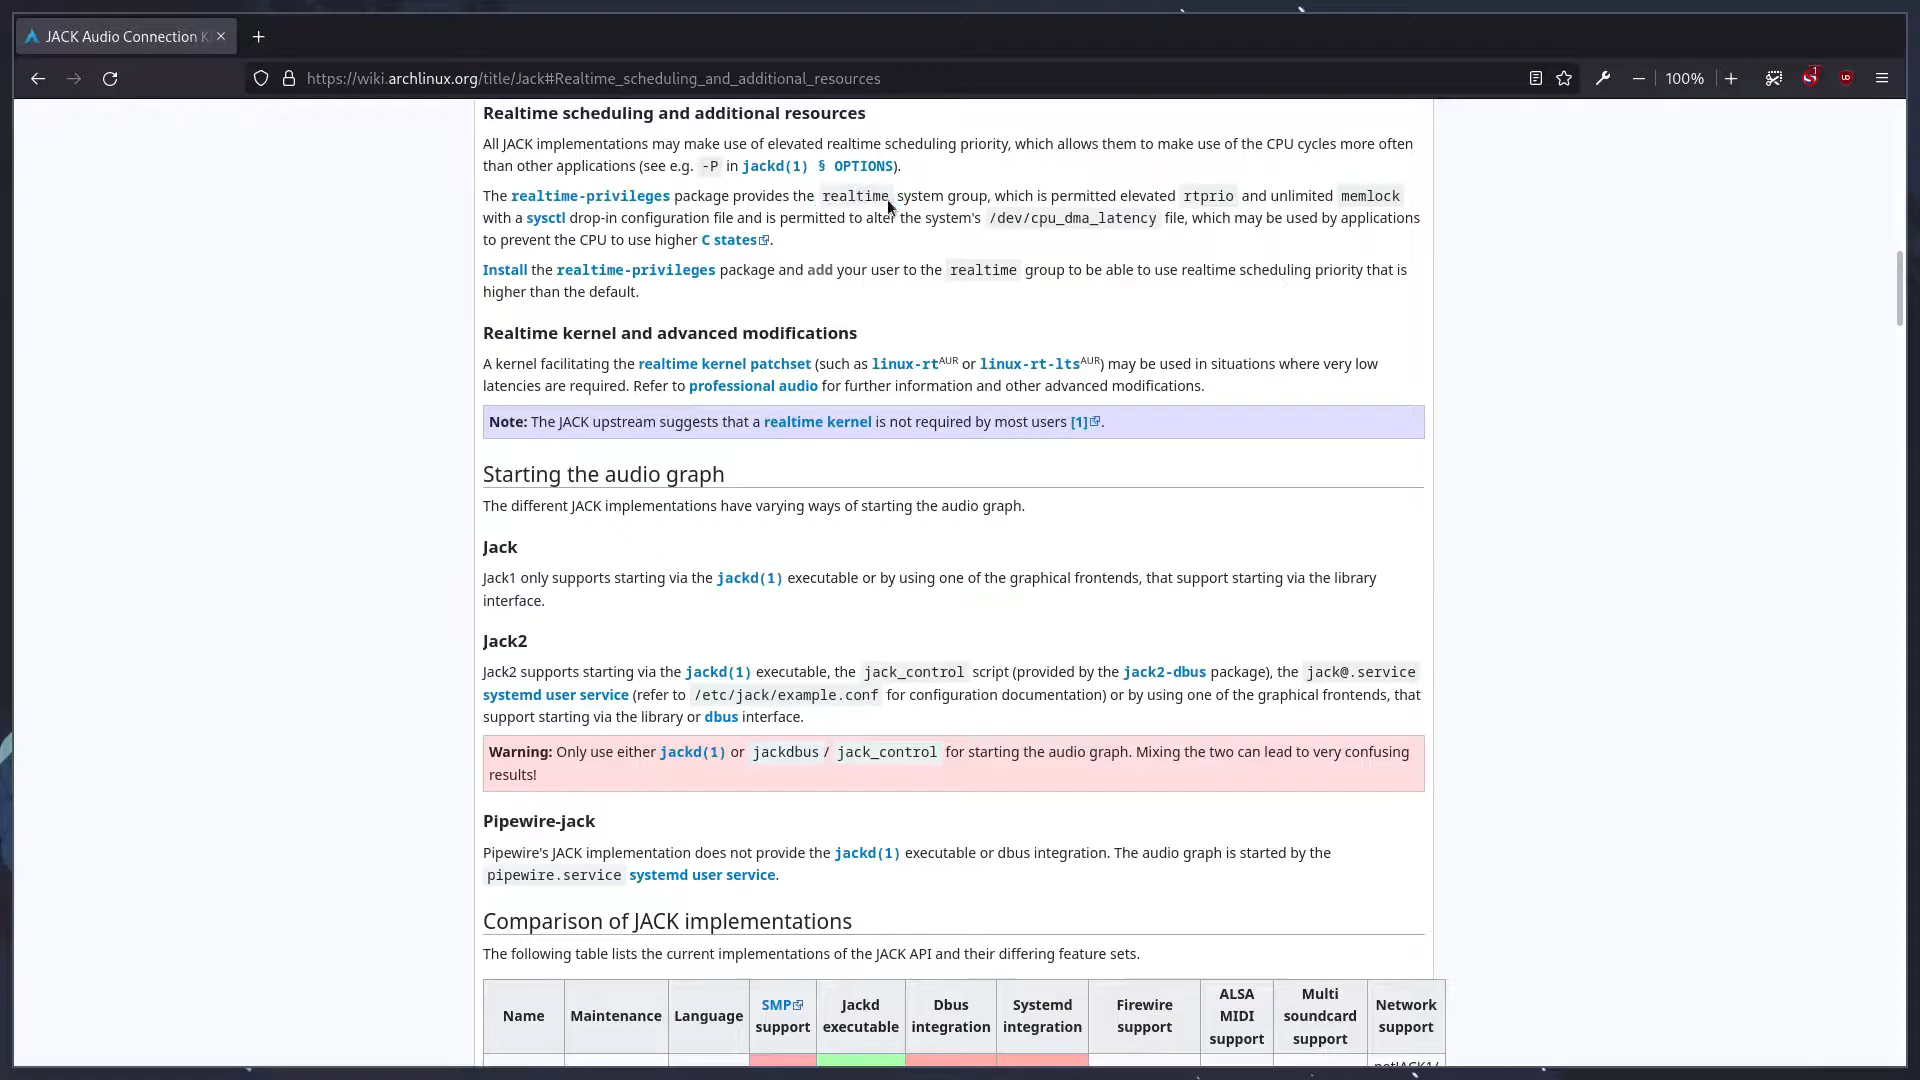 JACK Audio Connection K
https://wiki.archlinux.org/title/Jack#Realtime_scheduling_and_additional_resources
100%
1
UD
Realtime scheduling and additional resources
All JACK implementations may make use of elevated realtime scheduling priority, which allows them to make use of the CPU cycles more often
than other applications (see e.g. -P in jackd(1) § OPTIONS).
The realtime-privileges package provides the realtime system group, which is permitted elevated rtprio and unlimited memlock
with a sysctl drop-in configuration file and is permitted to alter the system's /dev/cpu_dma_latency file, which may be used by applications
to prevent the CPU to use higher C states.
Install the realtime-privileges package and add your user to the realtime group to be able to use realtime scheduling priority that is
higher than the default.
Realtime kernel and advanced modifications
A kernel facilitating the realtime kernel patchset (such as linux-rtAUR or linux-rt-ltsAUR) may be used in situations where very low
latencies are required. Refer to professional audio for further information and other advanced modifications.
Note: The JACK upstream suggests that a realtime kernel is not required by most users [1].
Starting the audio graph
The different JACK implementations have varying ways of starting the audio graph.
Jack
Jack1 only supports starting via the jackd(1) executable or by using one of the graphical frontends, that support starting via the library
interface.
Jack2
Jack2 supports starting via the jackd(1) executable, the jack_control script (provided by the jack2-dbus package), the jack@.service
systemd user service (refer to /etc/jack/example.conf for configuration documentation) or by using one of the graphical frontends, that
support starting via the library or dbus interface.
Warning: Only use either jackd(1) or jackdbus / jack_control for starting the audio graph. Mixing the two can lead to very confusing
results!
Pipewire-jack
Pipewire's JACK implementation does not provide the jackd(1) executable or dbus integration. The audio graph is started by the
pipewire.service systemd user service.
Comparison of JACK implementations
The following table lists the current implementations of the JACK API and their differing feature sets.
Name
Maintenance
Language
SMP
support
Jackd
executable
Dbus
integration
Systemd
integration
Firewire
support
ALSA
MIDI
support
Multi
soundcard
support
Network
support